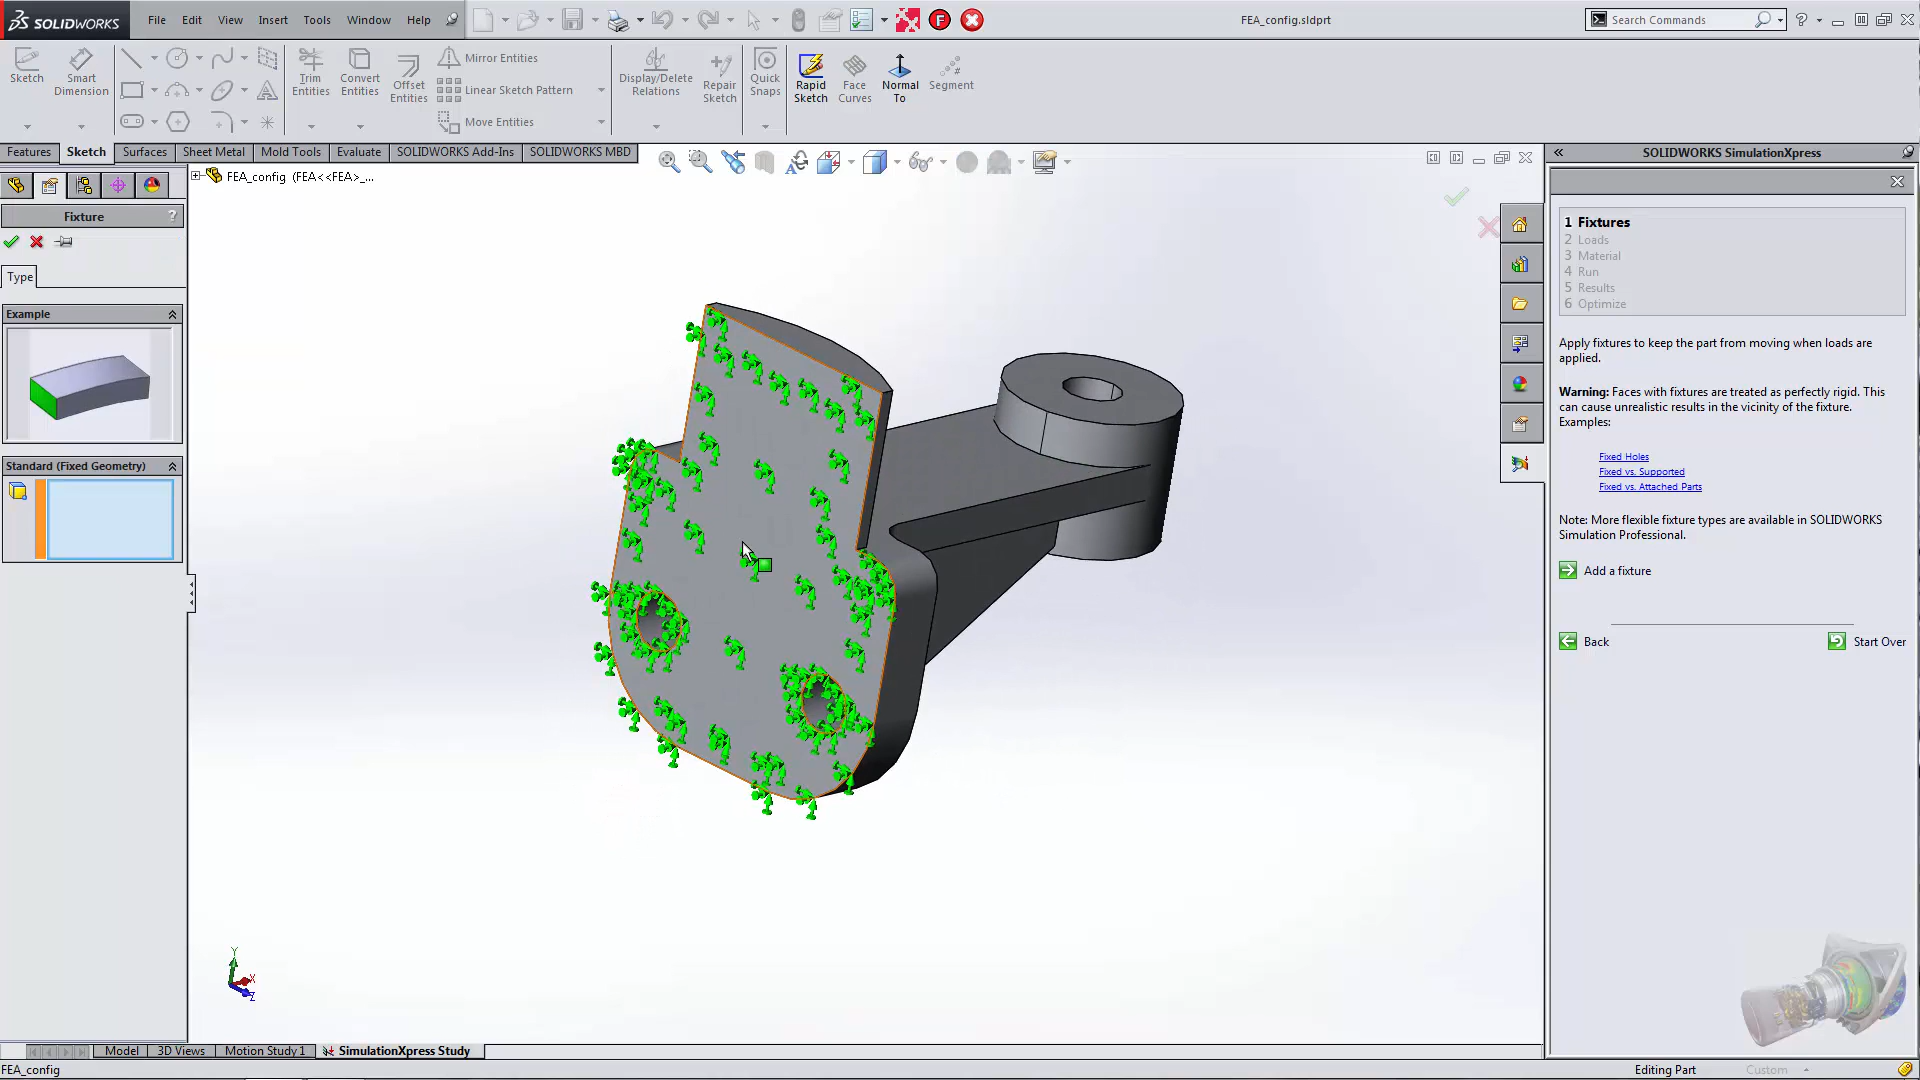 SOLIDWORKS
File Edit View Insert Tools Window Help
FEA_config.sldprt
Search Commands
Sketch
Smart Dimension
Trim Entities
Convert Entities
Offset Entities
Mirror Entities
Linear Sketch Pattern
Move Entities
Display/Delete Relations
Repair Sketch
Quick Snaps
Rapid Sketch
Face Curves
Normal To
Segment
Features Sketch Surfaces Sheet Metal Mold Tools Evaluate SOLIDWORKS Add-Ins SOLIDWORKS MBD
SOLIDWORKS SimulationXpress
FEA_config (FEA<<FEA>_...
Fixture ?
Type
Example
Standard (Fixed Geometry)
1 Fixtures
2 Loads
3 Material
4 Run
5 Results
6 Optimize
Apply fixtures to keep the part from moving when loads are
applied.
Warning: Faces with fixtures are treated as perfectly rigid. This
can cause unrealistic results in the vicinity of the fixture.
Examples:
Fixed Holes
Fixed vs. Supported
Fixed vs. Attached Parts
Note: More flexible fixture types are available in SOLIDWORKS
Simulation Professional.
Add a fixture
Back Start Over
Y
X
Z
Model 3D Views Motion Study 1 SimulationXpress Study
FEA_config Editing Part Custom